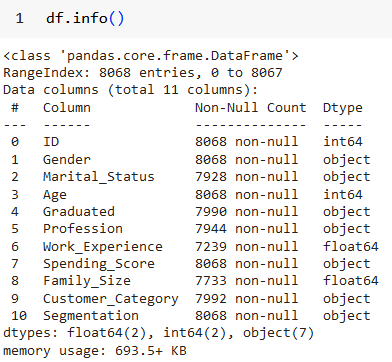 1 df.info()
<class 'pandas.core.frame.DataFrame'>
RangeIndex: 8068 entries, 0 to 8067
Data columns (total 11 columns):
 #   Column             Non-Null Count  Dtype
---  ------             --------------  -----
 0   ID                 8068 non-null   int64
 1   Gender             8068 non-null   object
 2   Marital_Status     7928 non-null   object
 3   Age                8068 non-null   int64
 4   Graduated          7990 non-null   object
 5   Profession         7944 non-null   object
 6   Work_Experience    7239 non-null   float64
 7   Spending_Score     8068 non-null   object
 8   Family_Size        7733 non-null   float64
 9   Customer_Category  7992 non-null   object
 10  Segmentation       8068 non-null   object
dtypes: float64(2), int64(2), object(7)
memory usage: 693.5+ KB